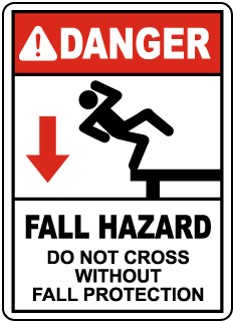 DANGER
FALL HAZARD
DO NOT CROSS
WITHOUT
FALL PROTECTION